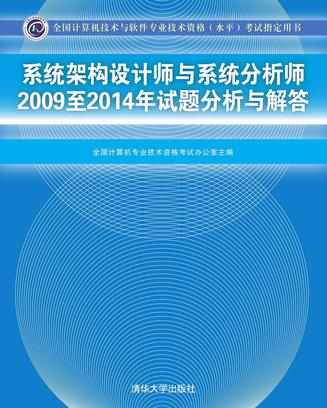 全国计算机技术与软件专业技术资格（水平）考试指定用书
系统架构设计师与系统分析师
2009至2014年试题分析与解答
全国计算机专业技术资格考试办公室主编
清华大学出版社